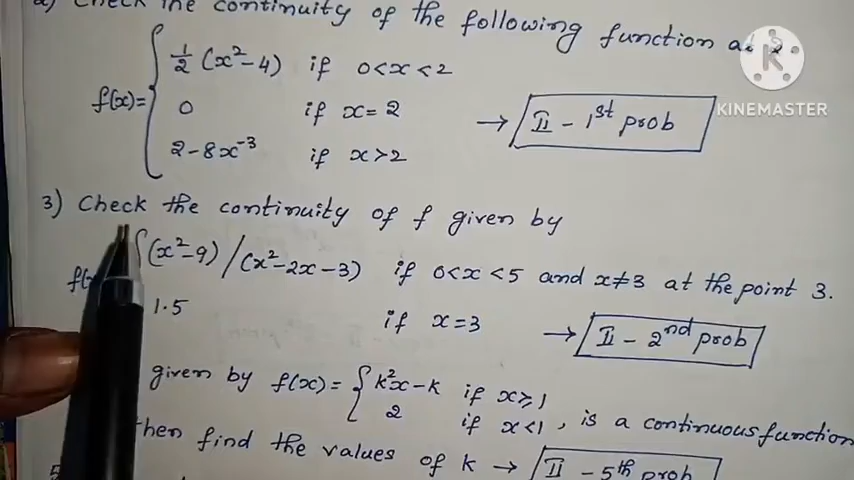 Check the continuity of the following function at 2
f(x)= { 1/2 (x²-4) if 0<x<2
0 if x=2 → II - 1st prob
2-8x⁻³ if x>2
KINEMASTER
3) Check the continuity of f given by
(x²-9)/(x²-2x-3) if 0<x<5 and x≠3 at the point 3.
1.5 if x=3 → II - 2nd prob
given by f(x)= { k²x-k if x≥1
2 if x<1, is a continuous function
then find the values of k → II - 5th prob